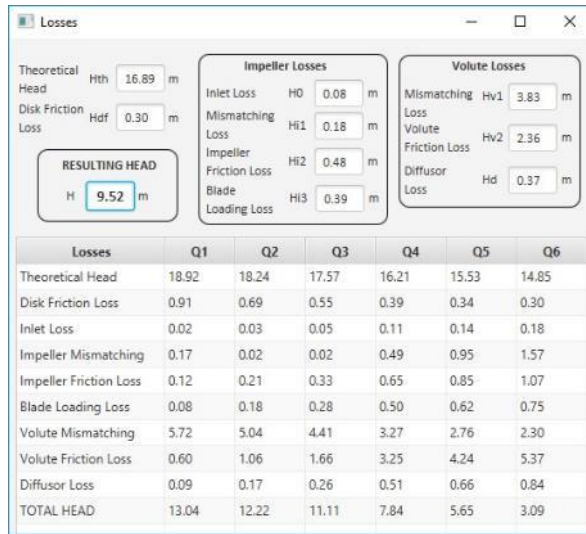 Losses
Theoretical Head Hth 16.89 m
Disk Friction Loss Hdf 0.30 m
RESULTING HEAD
H 9.52 m
Impeller Losses
Inlet Loss H0 0.08 m
Mismatching Loss Hi1 0.18 m
Impeller Friction Loss Hi2 0.48 m
Blade Loading Loss Hi3 0.39 m
Volute Losses
Mismatching Loss Hv1 3.83 m
Volute Friction Loss Hv2 2.36 m
Diffusor Loss Hd 0.37 m
Losses Q1 Q2 Q3 Q4 Q5 Q6
Theoretical Head 18.92 18.24 17.57 16.21 15.53 14.85
Disk Friction Loss 0.91 0.69 0.55 0.39 0.34 0.30
Inlet Loss 0.02 0.03 0.05 0.11 0.14 0.18
Impeller Mismatching 0.17 0.02 0.02 0.49 0.95 1.57
Impeller Friction Loss 0.12 0.21 0.33 0.65 0.85 1.07
Blade Loading Loss 0.08 0.18 0.28 0.50 0.62 0.75
Volute Mismatching 5.72 5.04 4.41 3.27 2.76 2.30
Volute Friction Loss 0.60 1.06 1.66 3.25 4.24 5.37
Diffusor Loss 0.09 0.17 0.26 0.51 0.66 0.84
TOTAL HEAD 13.04 12.22 11.11 7.84 5.65 3.09